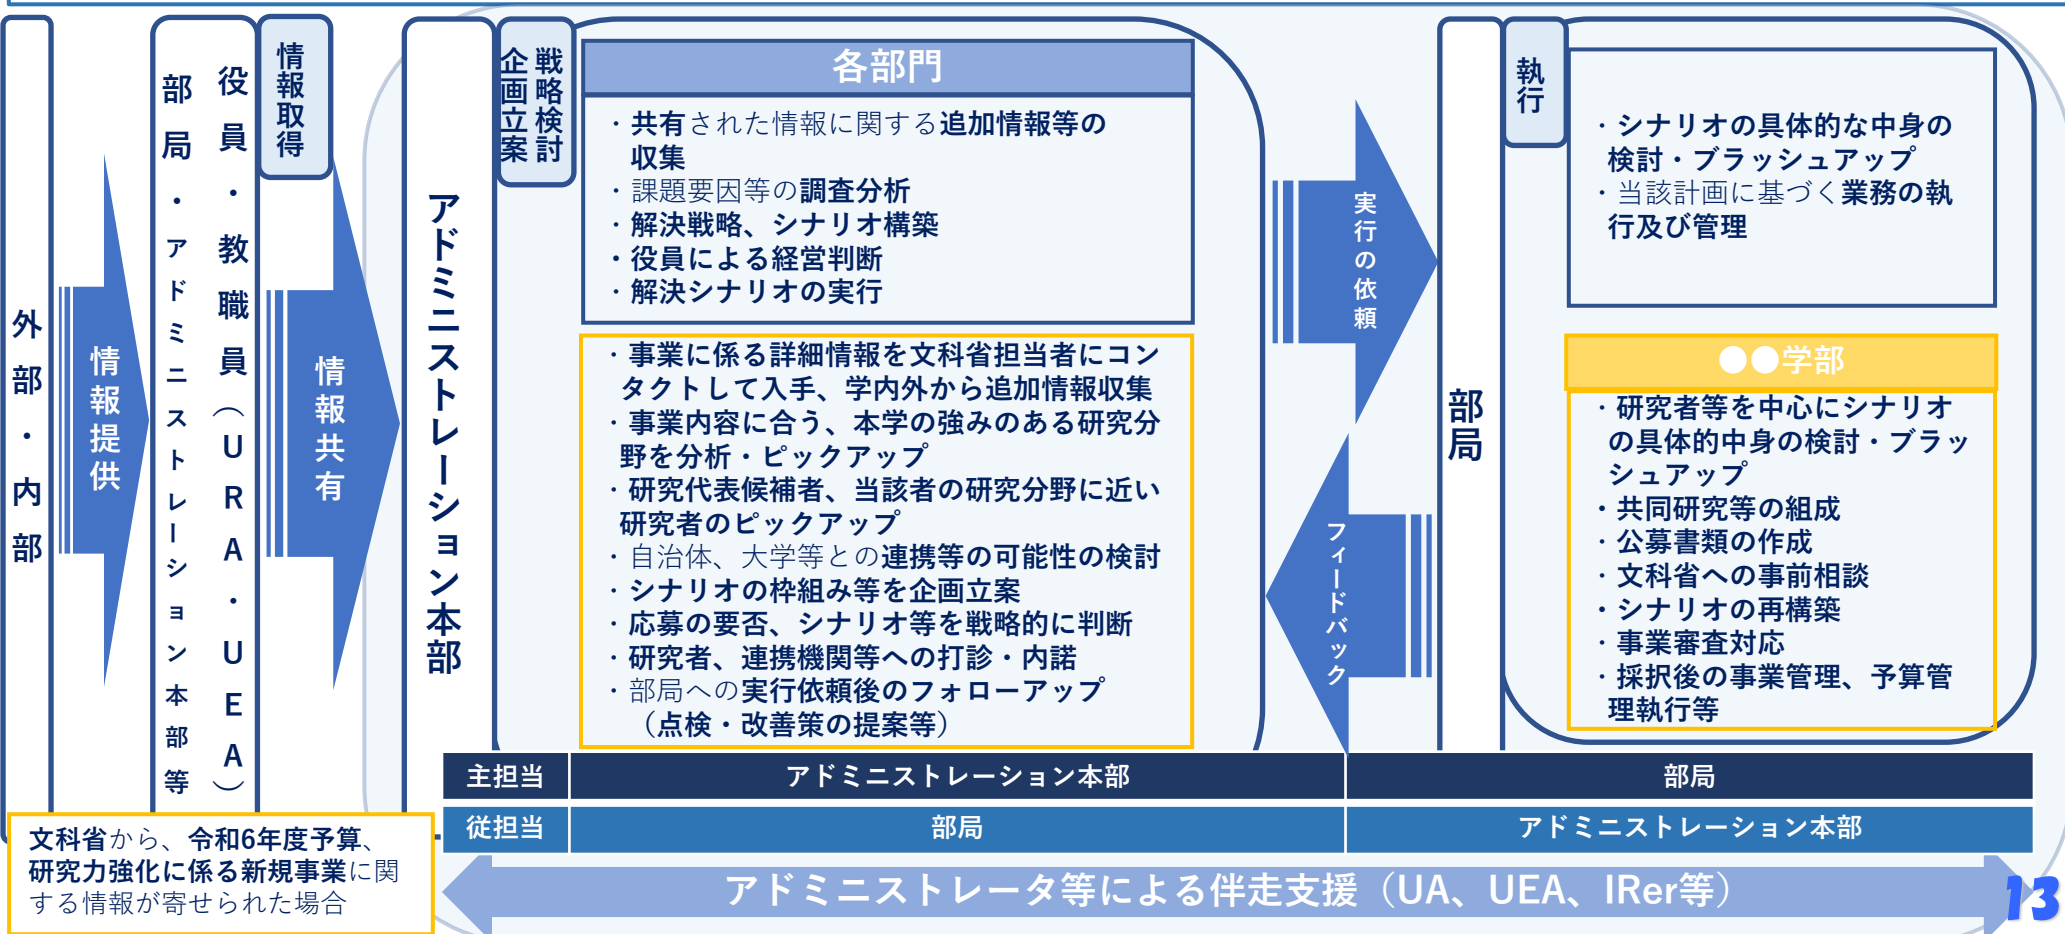 外部・内部
情報提供
役員・教職員（URA・UEA）
部局・アドミニストレーション本部等
情報取得
情報共有
アドミニストレーション本部
戦略検討
企画立案
各部門
・共有された情報に関する追加情報等の
収集
・課題要因等の調査分析
・解決戦略、シナリオ構築
・役員による経営判断
・解決シナリオの実行
・事業に係る詳細情報を文科省担当者にコン
タクトして入手、学内外から追加情報収集
・事業内容に合う、本学の強みのある研究分
野を分析・ピックアップ
・研究代表候補者、当該者の研究分野に近い
研究者のピックアップ
・自治体、大学等との連携等の可能性の検討
・シナリオの枠組み等を企画立案
・応募の要否、シナリオ等を戦略的に判断
・研究者、連携機関等への打診・内諾
・部局への実行依頼後のフォローアップ
（点検・改善策の提案等）
実行の依頼
フィードバック
部局
執行
・シナリオの具体的な中身の
検討・ブラッシュアップ
・当該計画に基づく業務の執
行及び管理
●●学部
・研究者等を中心にシナリオ
の具体的中身の検討・ブラッ
シュアップ
・共同研究等の組成
・公募書類の作成
・文科省への事前相談
・シナリオの再構築
・事業審査対応
・採択後の事業管理、予算管
理執行等
主担当 アドミニストレーション本部 部局
従担当 部局 アドミニストレーション本部
文科省から、令和6年度予算、
研究力強化に係る新規事業に関
する情報が寄せられた場合
アドミニストレータ等による伴走支援（UA、UEA、IRer等）
13